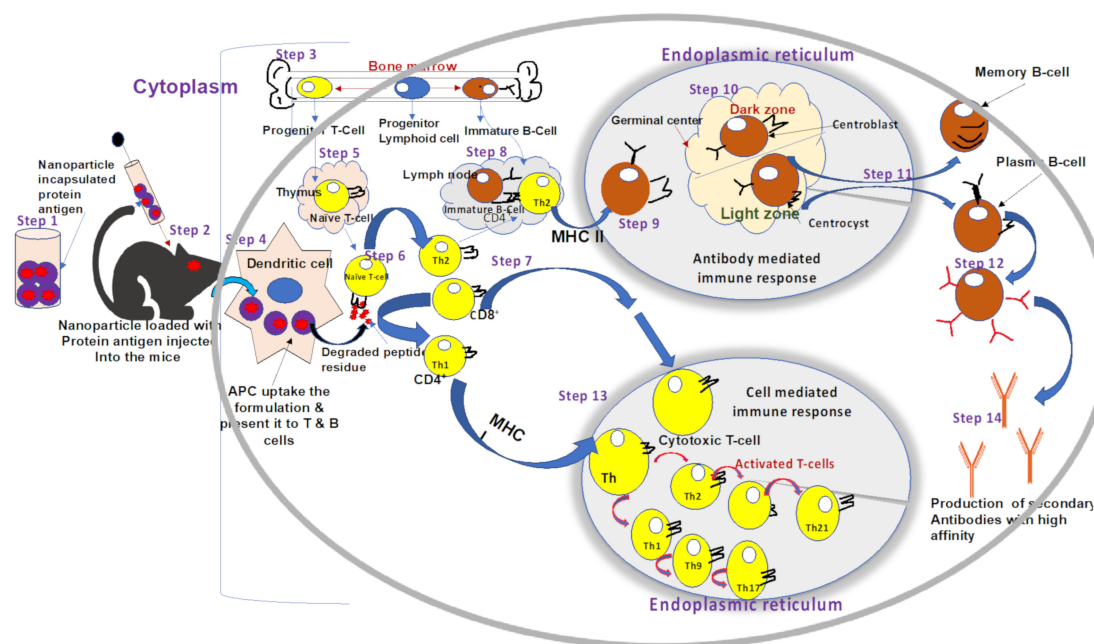 Endoplasmic reticulum
Step 3
Bone marrow
Cytoplasm
Step 10
Memory B-cell
Dark zone
Germinal center
Centroblast
Progenitor T-Cell
Progenitor
Lymphoid cell
Immature B-Cell
Nanoparticle
incapsulated
protein
antigen
Step 5
Step 8
Plasma B-cell
Lymph node
Step 11
Thymus
Step 1
Immature B-Cell
Th2
CD4
Naïve T-cell
Step 9
Light zone
Centrocyst
Step 2
Step 4
MHC II
Dendritic cell
Step 6
Th2
Step 7
Antibody mediated
immune response
Step 12
Naïve T-cell
CD8+
Nanoparticle loaded with
Protein antigen injected
Into the mice
Degraded peptide
residue
Th1
CD4+
Step 13
Cell mediated
immune response
APC uptake the
formulation &
present it to T & B
cells
MHC
I
Step 14
Cytotoxic T-cell
Th
Activated T-cells
Th2
Th21
Production of secondary
Antibodies with high
affinity
Th1
Th9
Th17
Endoplasmic reticulum